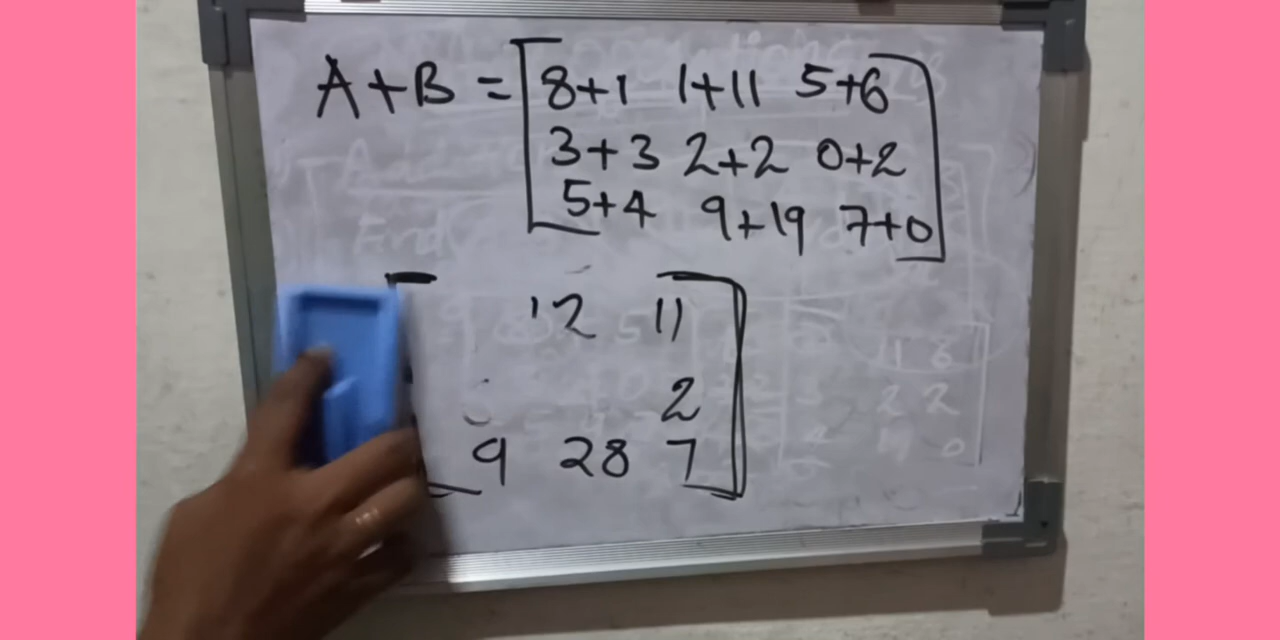 A+B = 8+1 1+11 5+6
3+3 2+2 0+2
5+4 9+19 7+0
12 11
2
9 28 7